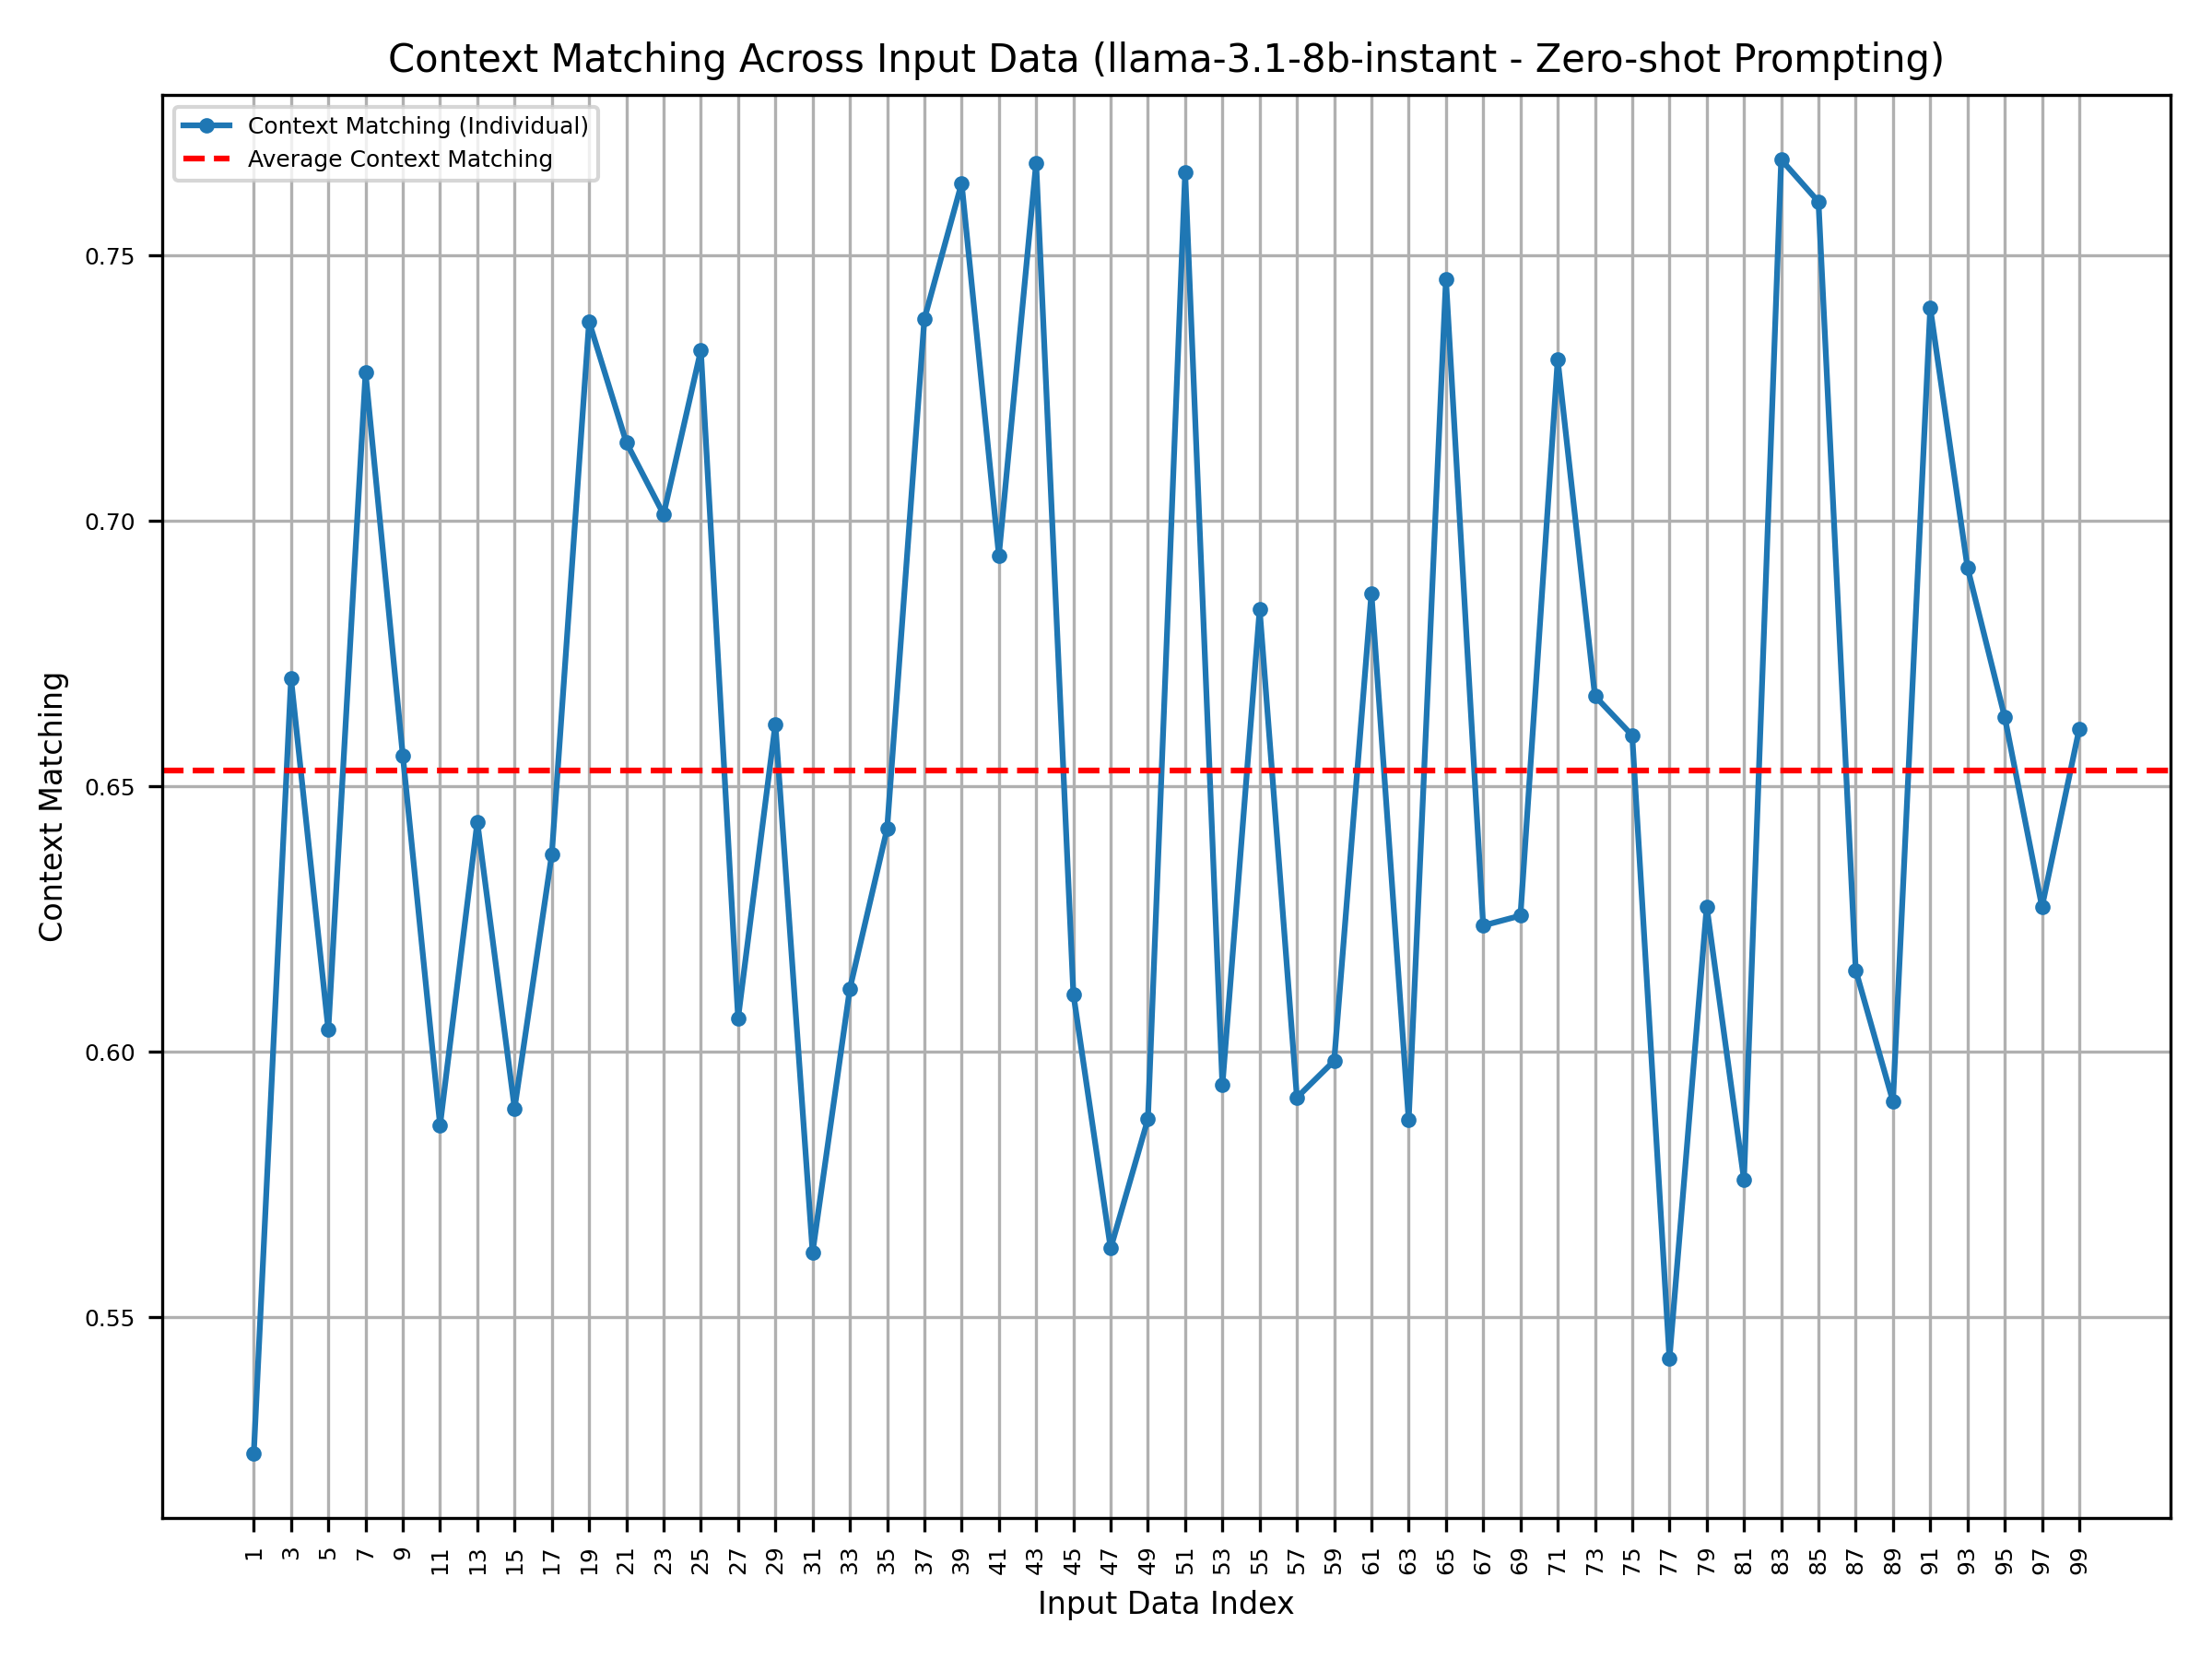 Context Matching Across Input Data (llama-3.1-8b-instant - Zero-shot Prompting)
Context Matching (Individual)
Average Context Matching
Context Matching
0.75
0.70
0.65
0.60
0.55
1 3 5 7 9 11 13 15 17 19 21 23 25 27 29 31 33 35 37 39 41 43 45 47 49 51 53 55 57 59 61 63 65 67 69 71 73 75 77 79 81 83 85 87 89 91 93 95 97 99
Input Data Index